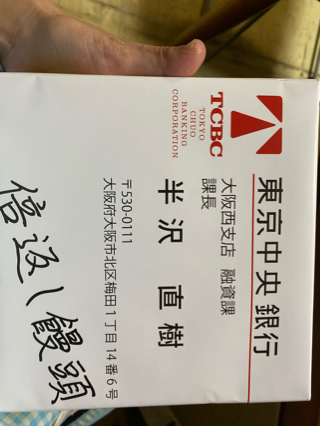 TCBC
TOKYO
CHUO
BANKING
CORPORATION
東京中央銀行
大阪西支店 融資課
課長
半沢 直樹
〒530-0111
大阪府大阪市北区梅田1丁目14番6号
倍返し饅頭